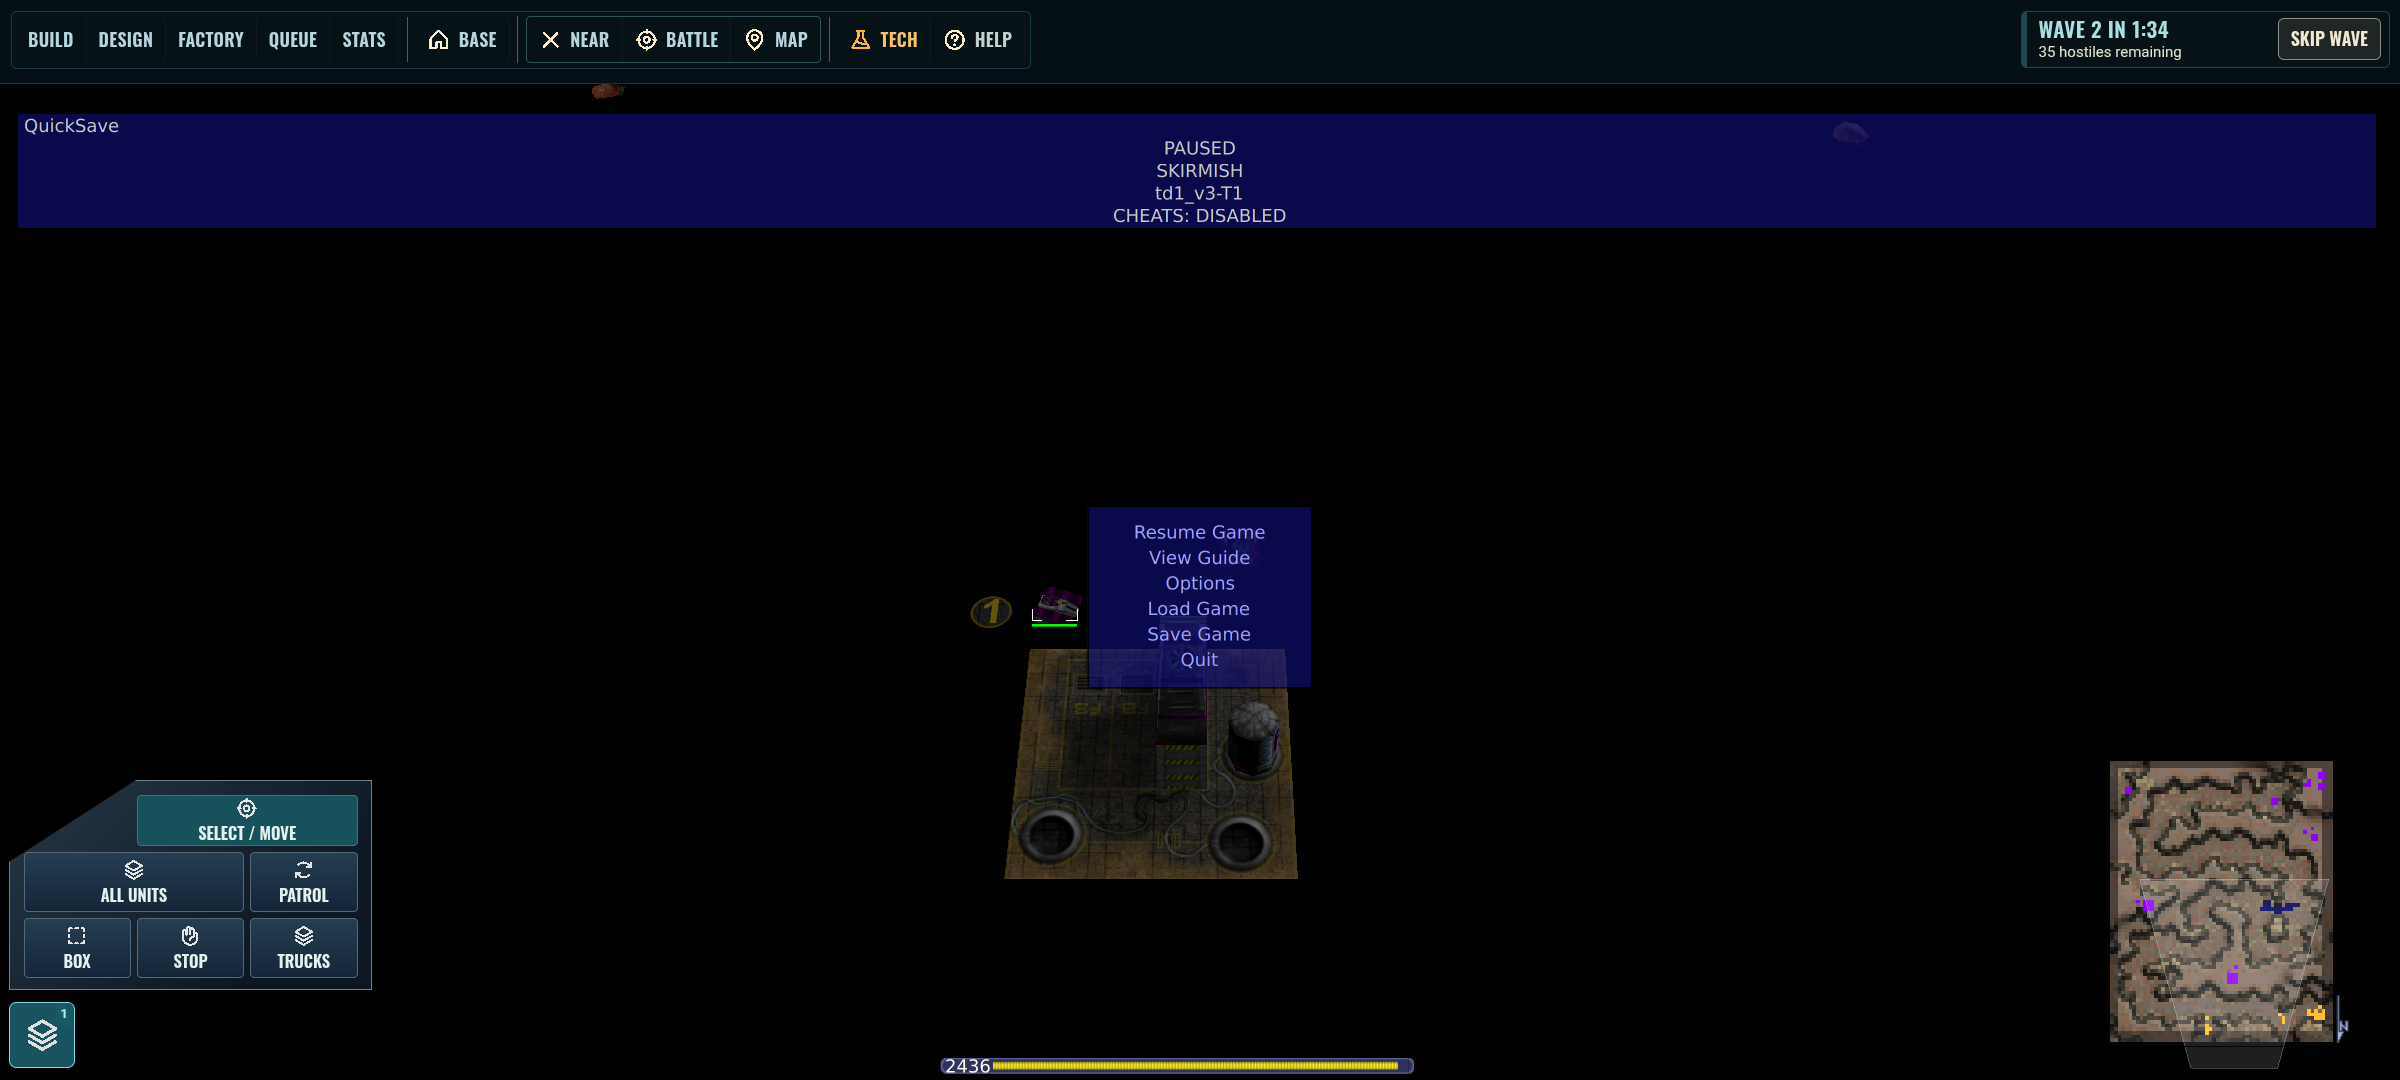 BUILD DESIGN FACTORY QUEUE STATS BASE NEAR BATTLE MAP TECH HELP
WAVE 2 IN 1:34
35 hostiles remaining
SKIP WAVE
QuickSave
PAUSED
SKIRMISH
td1_v3-T1
CHEATS: DISABLED
Resume Game
View Guide
Options
Load Game
Save Game
Quit
1
SELECT / MOVE
ALL UNITS PATROL
BOX STOP TRUCKS
1
2436
N